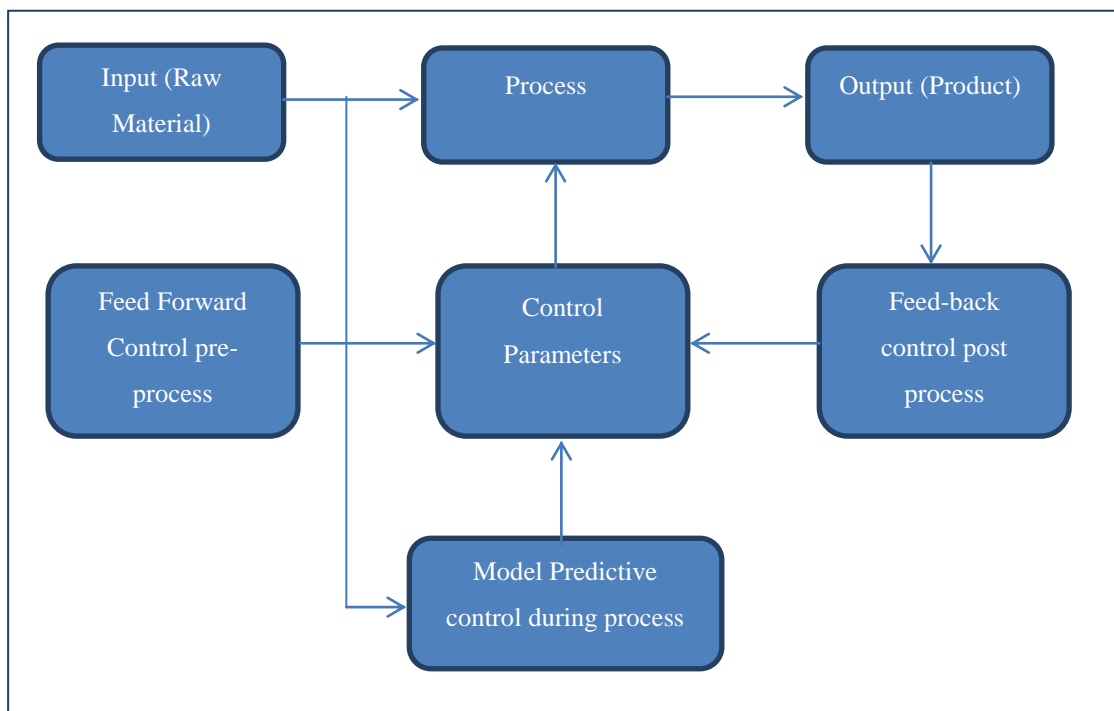 Input (Raw
Material)
Process
Output (Product)
Feed Forward
Control pre-
process
Control
Parameters
Feed-back
control post
process
Model Predictive
control during process